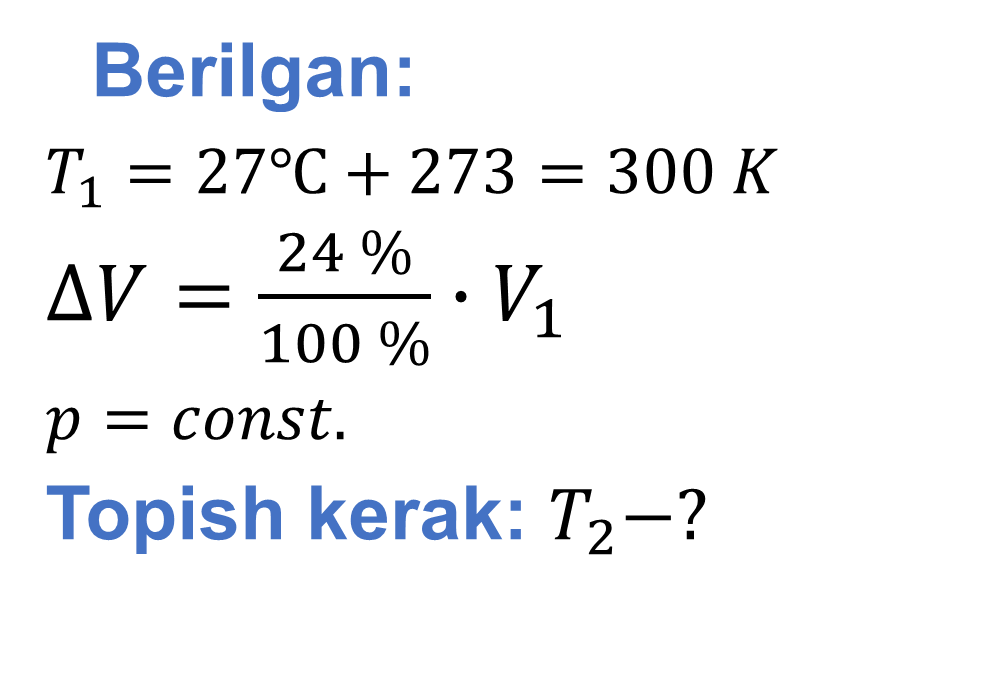 Berilgan:
T₁ = 27°C + 273 = 300 K
ΔV = 24 % / 100 % · V₁
p = const.
Topish kerak: T₂−?